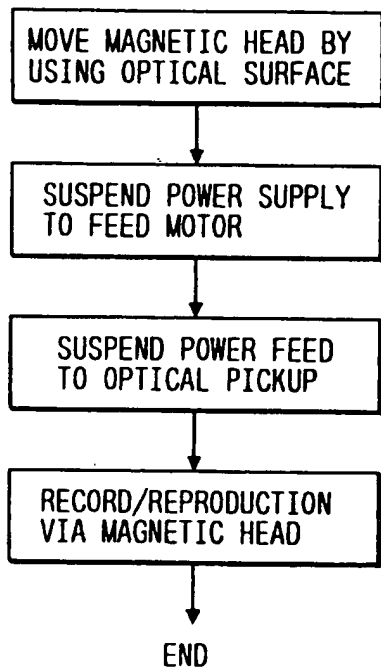 MOVE MAGNETIC HEAD BY
USING OPTICAL SURFACE
SUSPEND POWER SUPPLY
TO FEED MOTOR
SUSPEND POWER FEED
TO OPTICAL PICKUP
RECORD/REPRODUCTION
VIA MAGNETIC HEAD
END